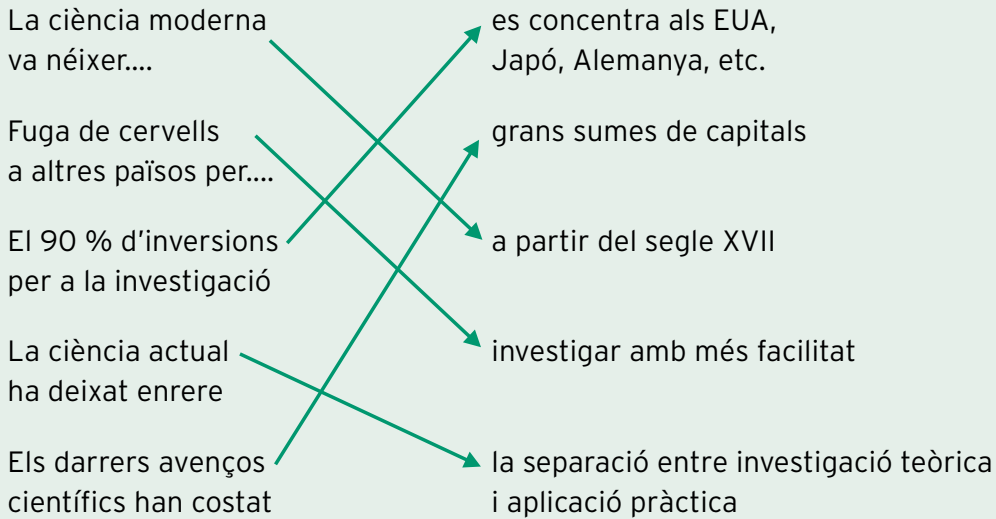 La ciència moderna
va néixer....
Fuga de cervells
a altres països per....
El 90 % d'inversions
per a la investigació
La ciència actual
ha deixat enrere
Els darrers avenços
científics han costat
es concentra als EUA,
Japó, Alemanya, etc.
grans sumes de capitals
a partir del segle XVII
investigar amb més facilitat
la separació entre investigació teòrica
i aplicació pràctica